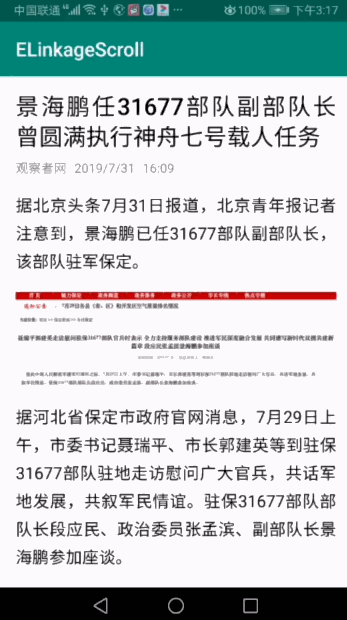 中国联通 100% 下午3:17
ELinkageScroll
景海鹏任31677部队副部队长
曾圆满执行神舟七号载人任务
观察者网 2019/7/31 16:09
据北京头条7月31日报道，北京青年报记者
注意到，景海鹏已任31677部队副部队长，
该部队驻军保定。
据河北省保定市政府官网消息，7月29日上
午，市委书记聂瑞平、市长郭建英等到驻保
31677部队驻地走访慰问广大官兵，共话军
地发展，共叙军民情谊。驻保31677部队部
队长段应民、政治委员张孟滨、副部队长景
海鹏参加座谈。